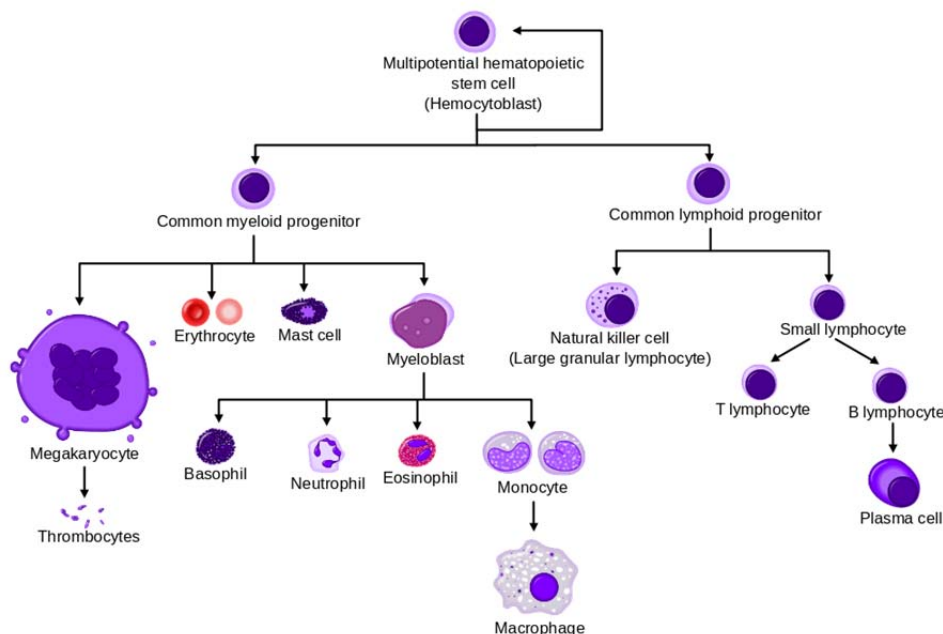 Multipotential hematopoietic
stem cell
(Hemocytoblast)
Common myeloid progenitor
Common lymphoid progenitor
Erythrocyte
Mast cell
Myeloblast
Natural killer cell
(Large granular lymphocyte)
Small lymphocyte
T lymphocyte
B lymphocyte
Megakaryocyte
Basophil
Neutrophil
Eosinophil
Monocyte
Plasma cell
Thrombocytes
Macrophage